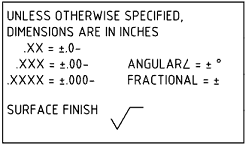 UNLESS OTHERWISE SPECIFIED,
DIMENSIONS ARE IN INCHES
.XX = ±.0-
.XXX = ±.00- ANGULAR∠ = ± °
.XXXX = ±.000- FRACTIONAL = ±
SURFACE FINISH √